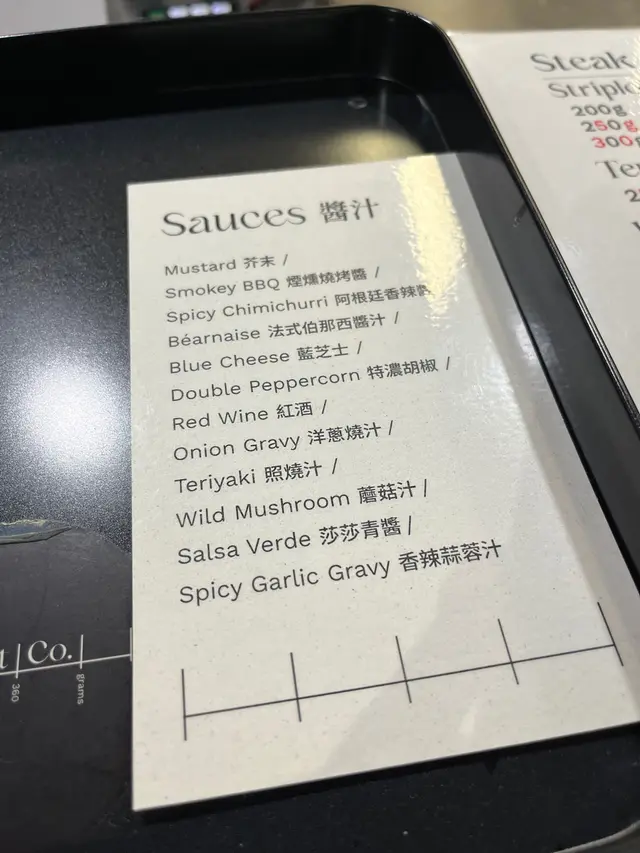 Sauces 醬汁
Mustard 芥末 /
Smokey BBQ 煙燻燒烤醬 /
Spicy Chimichurri 阿根廷香辣醬
Béarnaise 法式伯那西醬汁 /
Blue Cheese 藍芝士 /
Double Peppercorn 特濃胡椒 /
Red Wine 紅酒 /
Onion Gravy 洋蔥燒汁 /
Teriyaki 照燒汁 /
Wild Mushroom 蘑菇汁 /
Salsa Verde 莎莎青醬 /
Spicy Garlic Gravy 香辣蒜蓉汁
Steak
200g
250g
300g
Co.
360
grams